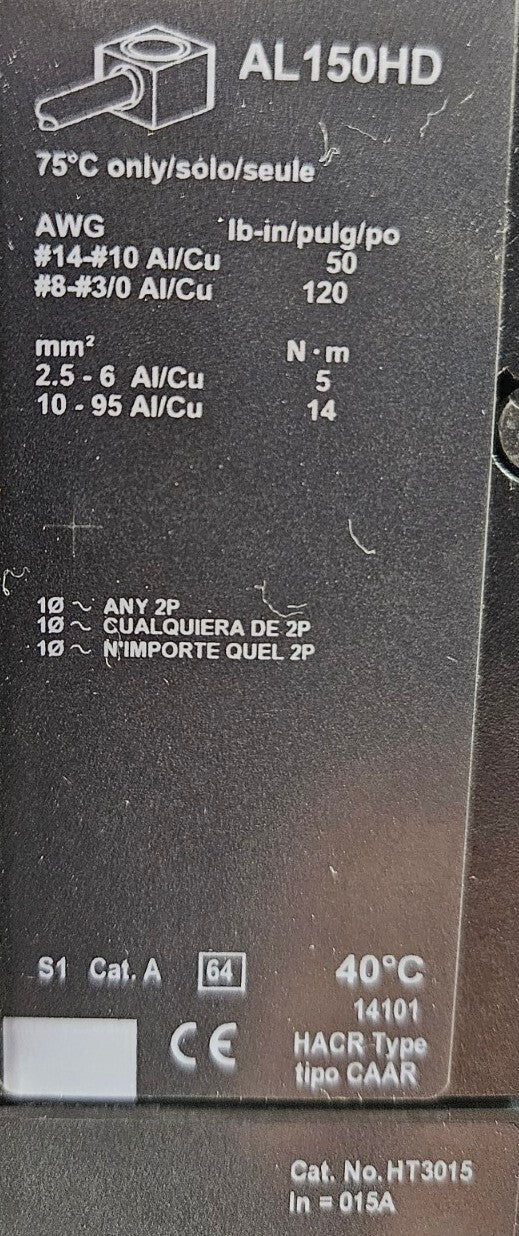 AL150HD
75°C only/sólo/seule
AWG lb-in/pulg/po
#14-#10 Al/Cu 50
#8-#3/0 Al/Cu 120
mm² N·m
2.5 - 6 Al/Cu 5
10 - 95 Al/Cu 14
1Ø ~ ANY 2P
1Ø ~ CUALQUIERA DE 2P
1Ø ~ N'IMPORTE QUEL 2P
S1 Cat. A 64 40°C
14101
CE HACR Type
tipo CAAR
Cat. No. HT3015
In = 015A